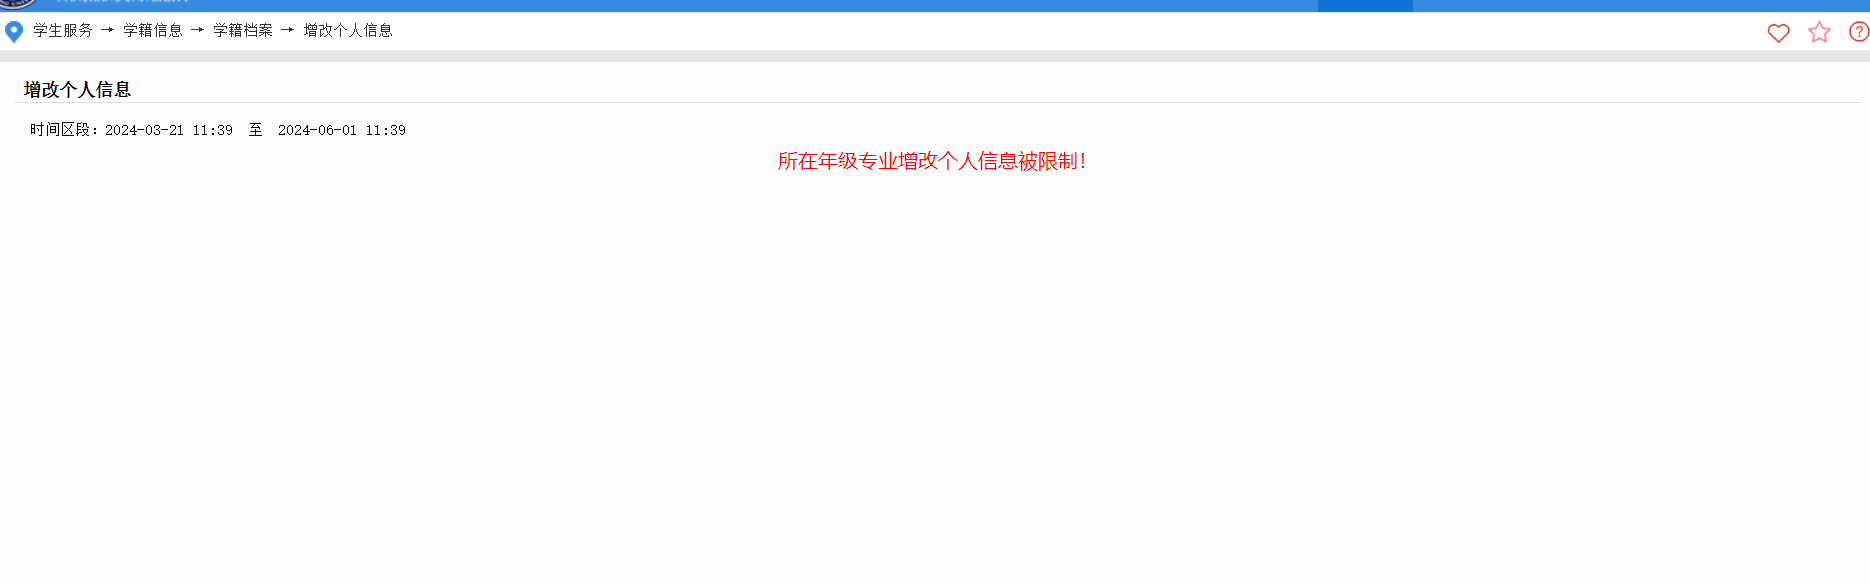 学生服务 → 学籍信息 → 学籍档案 → 增改个人信息
增改个人信息
时间区段：2024-03-21 11:39 至 2024-06-01 11:39
所在年级专业增改个人信息被限制！